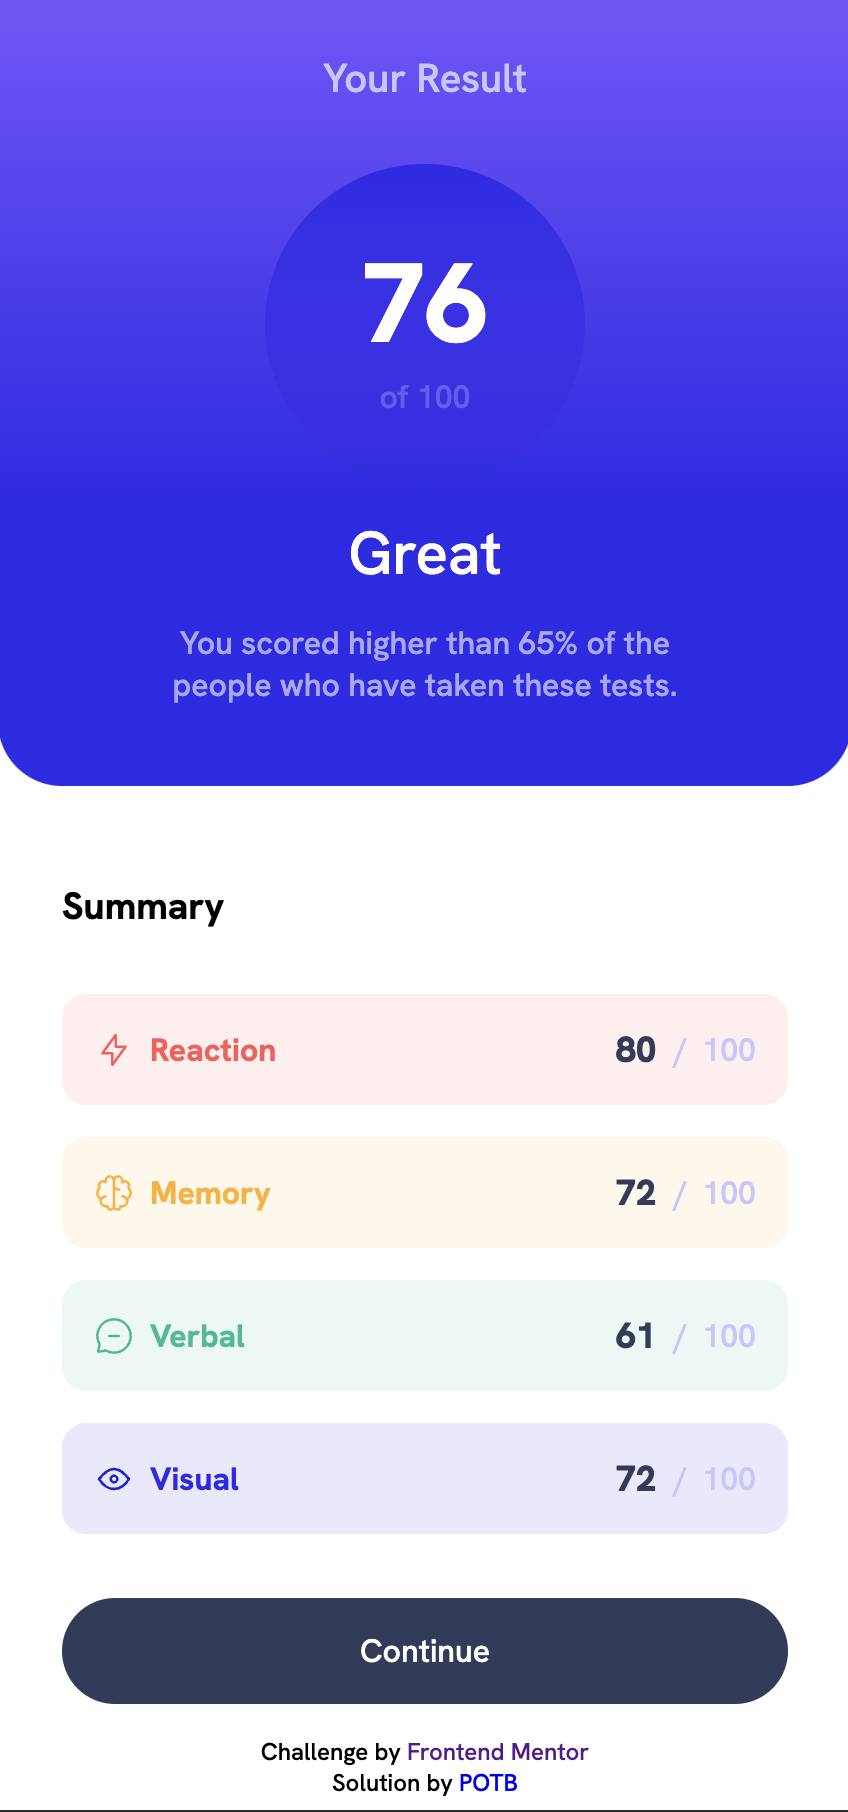 Your Result
76
of 100
Great
You scored higher than 65% of the
people who have taken these tests.
Summary
Reaction 80 / 100
Memory 72 / 100
Verbal 61 / 100
Visual 72 / 100
Continue
Challenge by Frontend Mentor
Solution by POTB